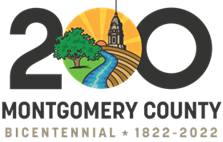 200
MONTGOMERY COUNTY
BICENTENNIAL ★ 1822-2022